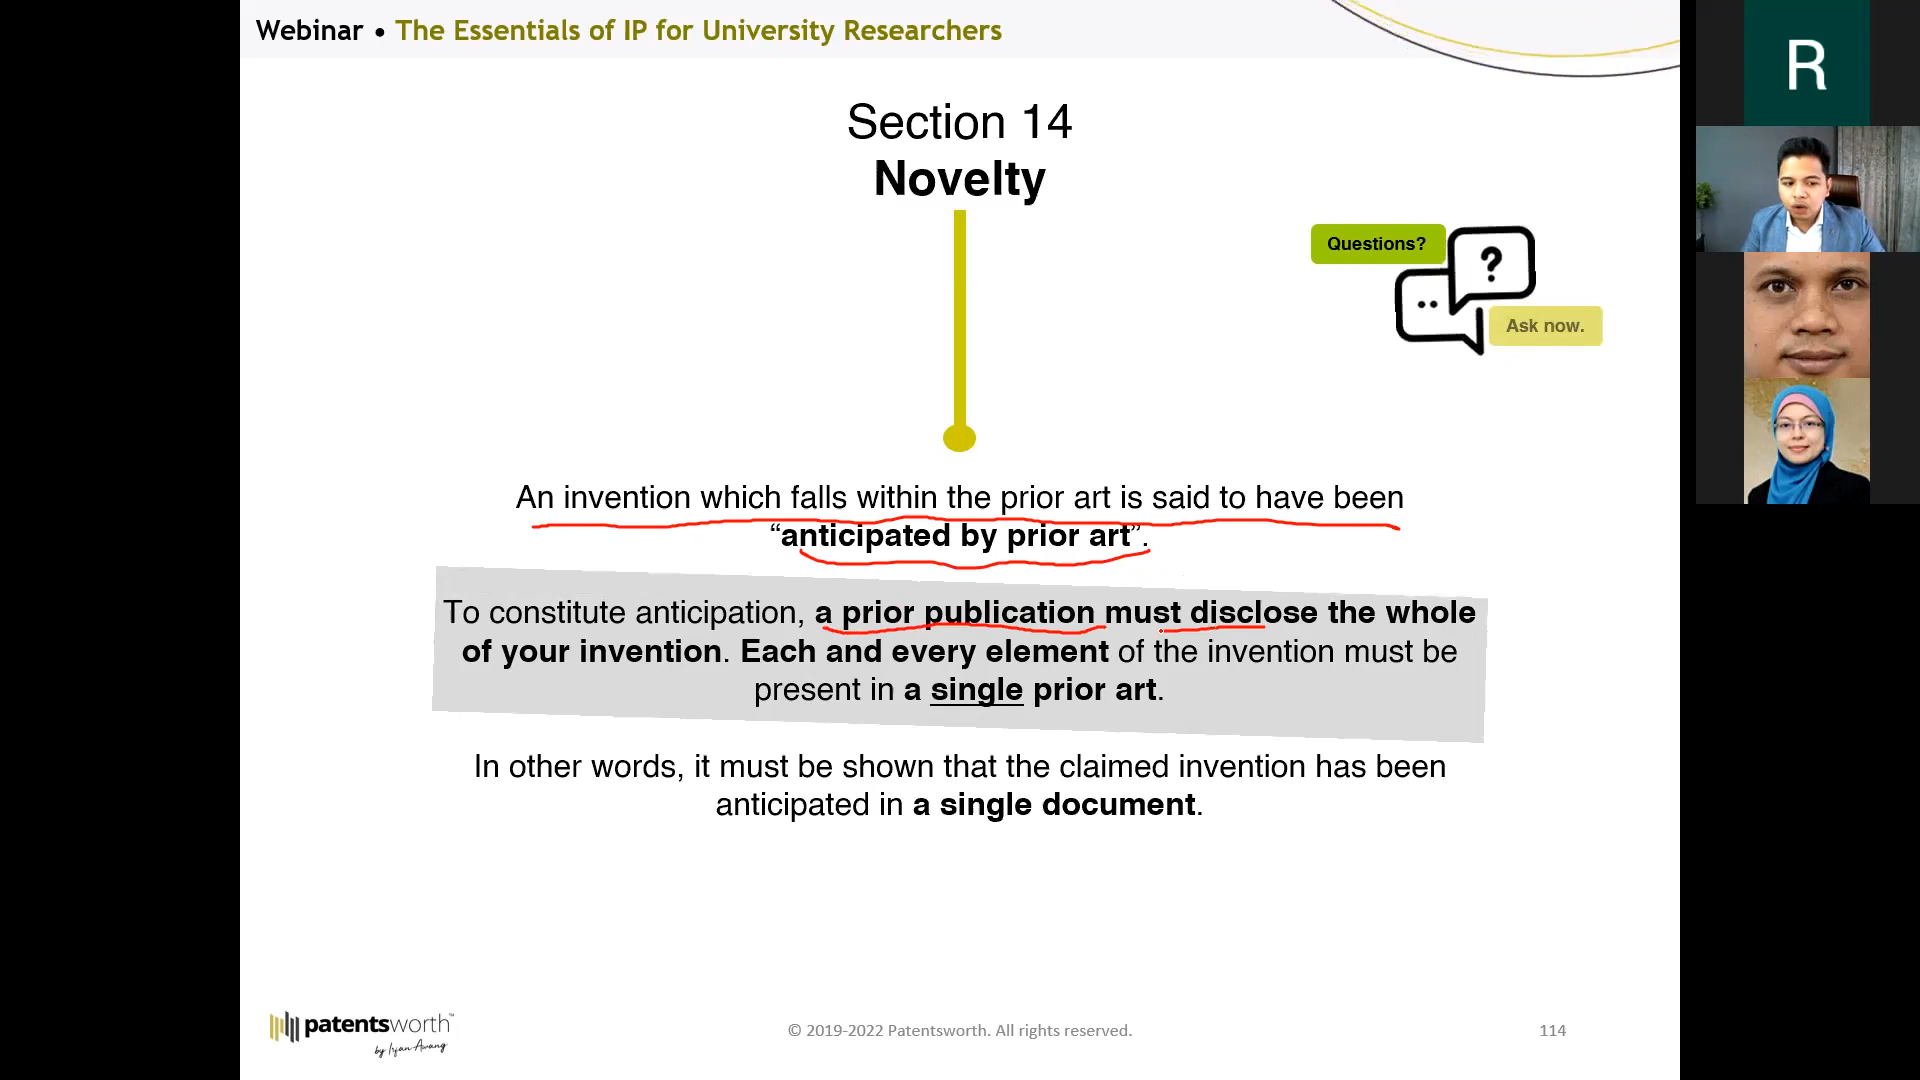 Webinar • The Essentials of IP for University Researchers
R
Section 14
Novelty
Questions?
?
Ask now.
An invention which falls within the prior art is said to have been
“anticipated by prior art”.
To constitute anticipation, a prior publication must disclose the whole
of your invention. Each and every element of the invention must be
present in a single prior art.
In other words, it must be shown that the claimed invention has been
anticipated in a single document.
patentsworth™
by Irfan Awang
© 2019-2022 Patentsworth. All rights reserved.
114